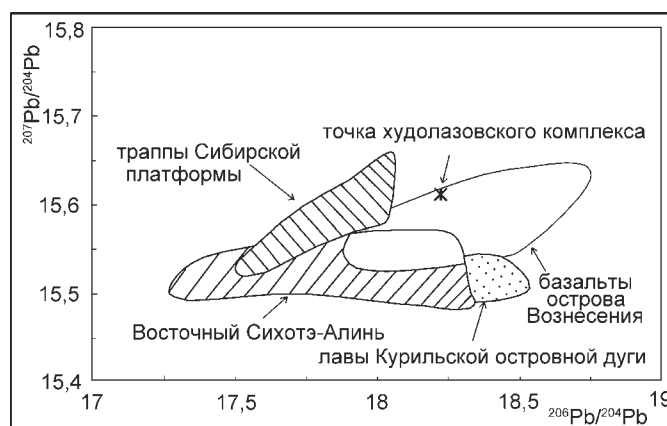 15,8
²⁰⁷Pb/²⁰⁴Pb
15,7
точка худолазовского комплекса
траппы Сибирской
платформы
15,6
15,5
базальты
острова
Вознесения
Восточный Сихотэ-Алинь
лавы Курильской островной дуги
15,4
17
17,5
18
18,5
²⁰⁶Pb/²⁰⁴Pb
19